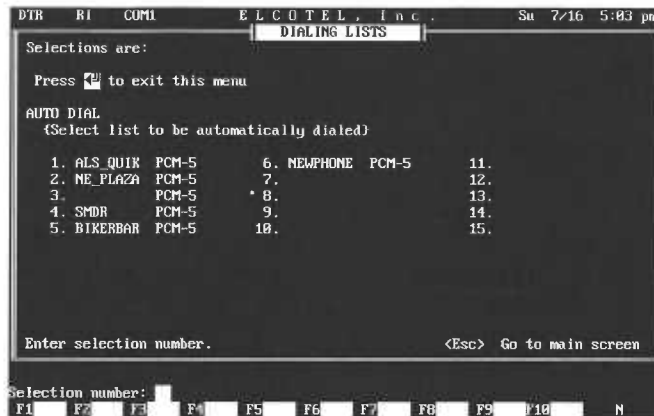 DTR RI COM1 E L C O T E L , I n c . Su 7/16 5:03 pm
DIALING LISTS
Selections are:
Press to exit this menu
AUTO DIAL
{Select list to be automatically dialed}
1. ALS_QUIK PCM-5 6. NEWPHONE PCM-5 11.
2. NE_PLAZA PCM-5 7. 12.
3. PCM-5 8. 13.
4. SMDR PCM-5 9. 14.
5. BIKERBAR PCM-5 10. 15.
Enter selection number. <Esc> Go to main screen
Selection number:
F1 F2 F3 F4 F5 F6 F7 F8 F9 F10 N